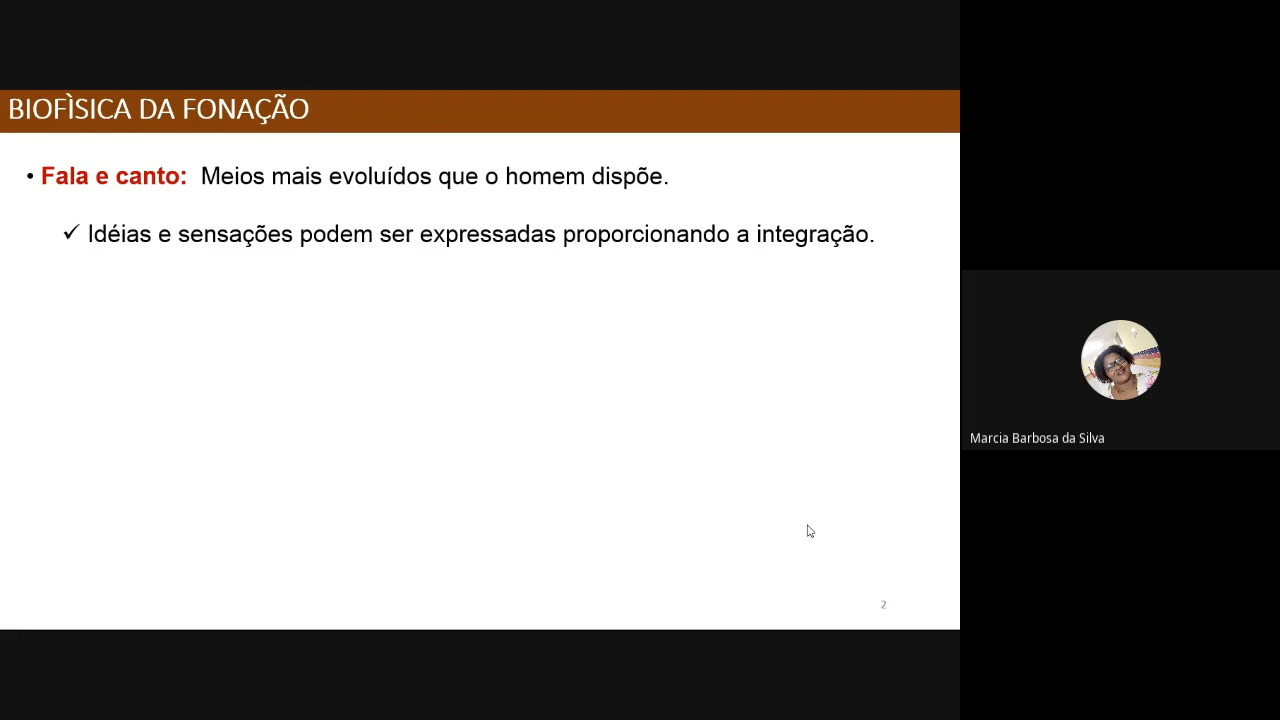 BIOFÌSICA DA FONAÇÃO
• Fala e canto: Meios mais evoluídos que o homem dispõe.
✓ Idéias e sensações podem ser expressadas proporcionando a integração.
Marcia Barbosa da Silva
2